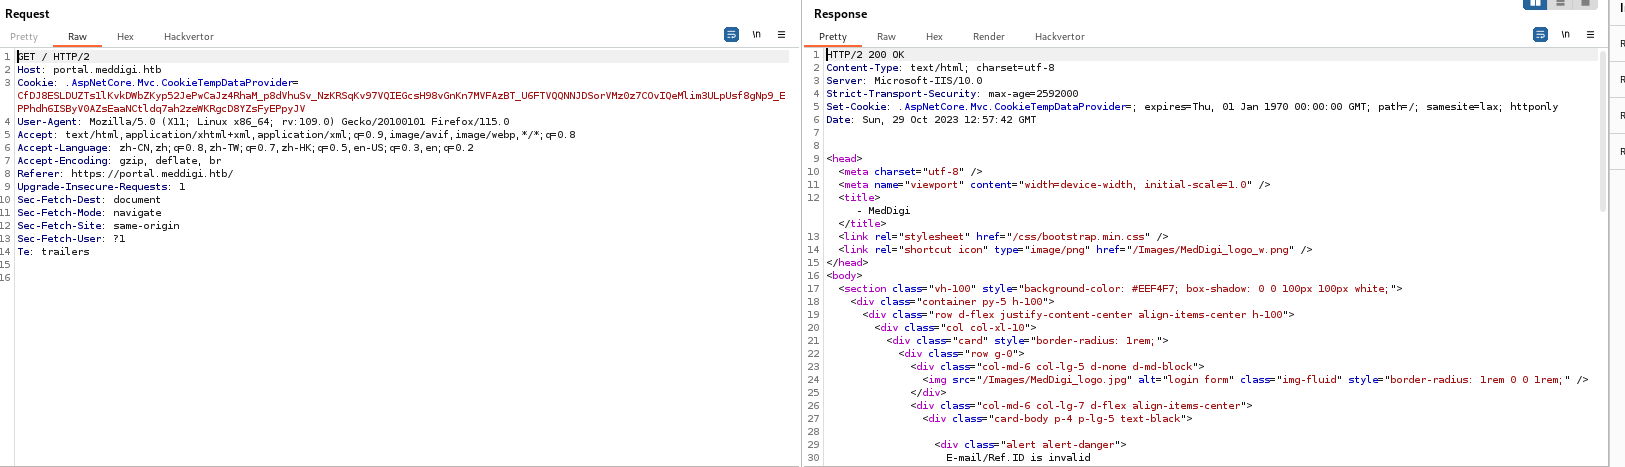 Request
Pretty Raw Hex Hackvertor
\n
1 GET / HTTP/2
2 Host: portal.meddigi.htb
3 Cookie: .AspNetCore.Mvc.CookieTempDataProvider=
CfDJ8ESLDUZTs1lKvkDWbZKyp52JePwCaJz4RhaM_p8dVhuSv_NzKRSqKv97VQIEGcsH98vGnKn7MVFAzBT_U6FTVQQNNJDSorVMz0z7COvIQeMlim3ULpUsf8gNp9_E
PPhdh6ISByV0AZsEaaNCtldq7ah2zeWKRgcD8YZsFyEPpyJV
4 User-Agent: Mozilla/5.0 (X11; Linux x86_64; rv:109.0) Gecko/20100101 Firefox/115.0
5 Accept: text/html,application/xhtml+xml,application/xml;q=0.9,image/avif,image/webp,*/*;q=0.8
6 Accept-Language: zh-CN,zh;q=0.8,zh-TW;q=0.7,zh-HK;q=0.5,en-US;q=0.3,en;q=0.2
7 Accept-Encoding: gzip, deflate, br
8 Referer: https://portal.meddigi.htb/
9 Upgrade-Insecure-Requests: 1
10 Sec-Fetch-Dest: document
11 Sec-Fetch-Mode: navigate
12 Sec-Fetch-Site: same-origin
13 Sec-Fetch-User: ?1
14 Te: trailers
15
16
Response
Pretty Raw Hex Render Hackvertor
\n
1 HTTP/2 200 OK
2 Content-Type: text/html; charset=utf-8
3 Server: Microsoft-IIS/10.0
4 Strict-Transport-Security: max-age=2592000
5 Set-Cookie: .AspNetCore.Mvc.CookieTempDataProvider=; expires=Thu, 01 Jan 1970 00:00:00 GMT; path=/; samesite=lax; httponly
6 Date: Sun, 29 Oct 2023 12:57:42 GMT
7
8
9 <head>
10 <meta charset="utf-8" />
11 <meta name="viewport" content="width=device-width, initial-scale=1.0" />
12 <title>
- MedDigi
</title>
13 <link rel="stylesheet" href="/css/bootstrap.min.css" />
14 <link rel="shortcut icon" type="image/png" href="/Images/MedDigi_logo_w.png" />
15 </head>
16 <body>
17 <section class="vh-100" style="background-color: #EEF4F7; box-shadow: 0 0 100px 100px white;">
18 <div class="container py-5 h-100">
19 <div class="row d-flex justify-content-center align-items-center h-100">
20 <div class="col col-xl-10">
21 <div class="card" style="border-radius: 1rem;">
22 <div class="row g-0">
23 <div class="col-md-6 col-lg-5 d-none d-md-block">
24 <img src="/Images/MedDigi_logo.jpg" alt="login form" class="img-fluid" style="border-radius: 1rem 0 0 1rem;" />
25 </div>
26 <div class="col-md-6 col-lg-7 d-flex align-items-center">
27 <div class="card-body p-4 p-lg-5 text-black">
28
29 <div class="alert alert-danger">
30 E-mail/Ref.ID is invalid